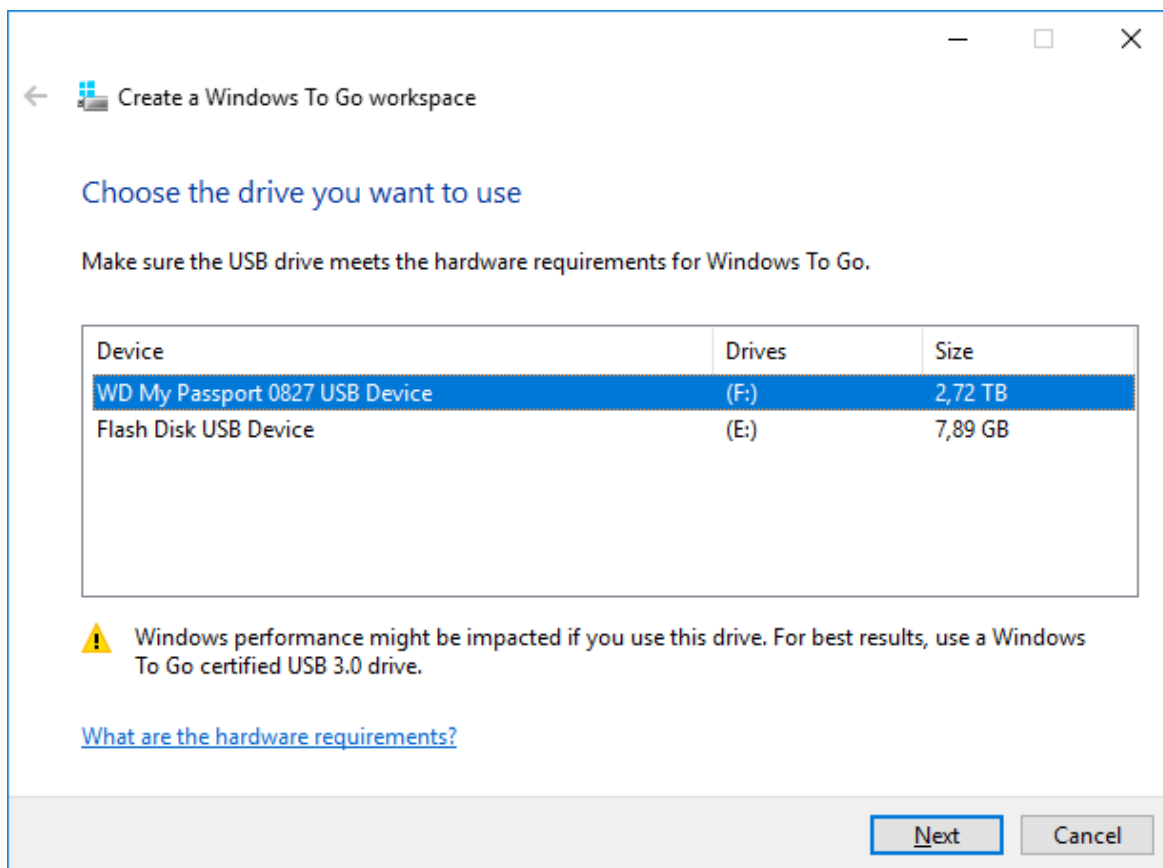 Create a Windows To Go workspace
Choose the drive you want to use
Make sure the USB drive meets the hardware requirements for Windows To Go.
Device Drives Size
WD My Passport 0827 USB Device (F:) 2,72 TB
Flash Disk USB Device (E:) 7,89 GB
Windows performance might be impacted if you use this drive. For best results, use a Windows
To Go certified USB 3.0 drive.
What are the hardware requirements?
Next Cancel